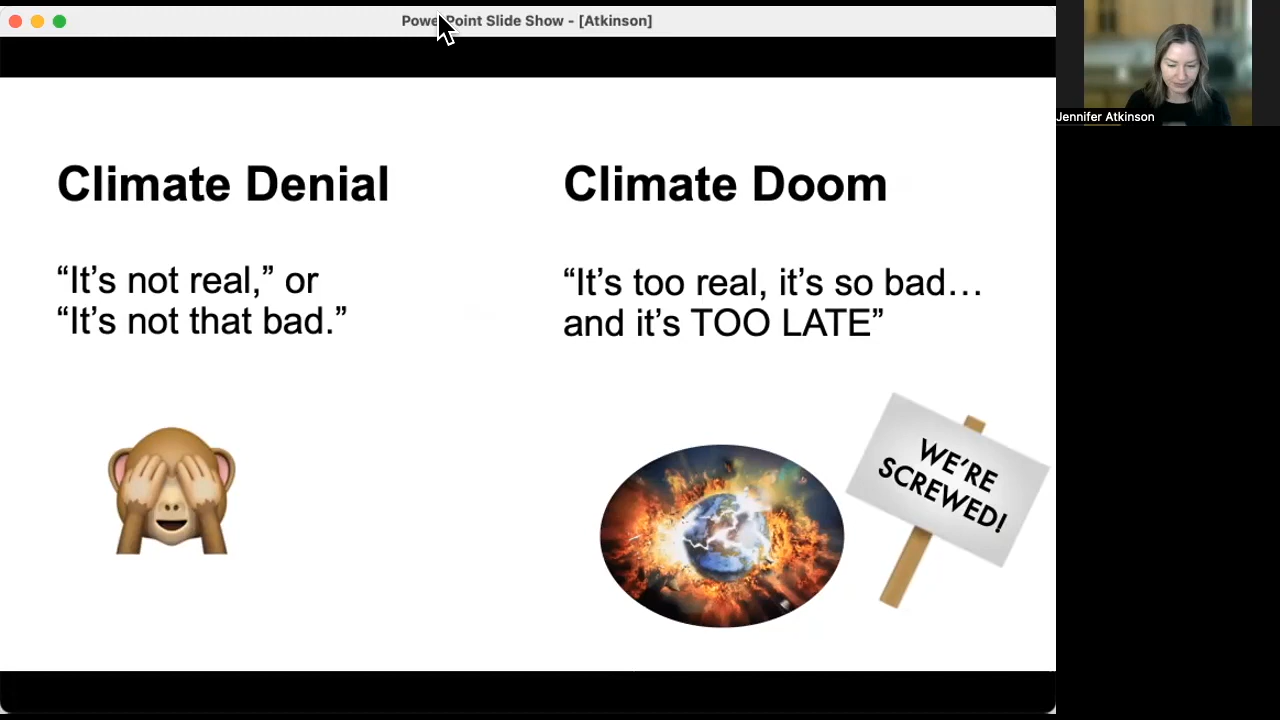 PowerPoint Slide Show - [Atkinson]
Jennifer Atkinson
Climate Denial
“It’s not real,” or
“It’s not that bad.”
Climate Doom
“It’s too real, it’s so bad…
and it’s TOO LATE”
WE’RE
SCREWED!